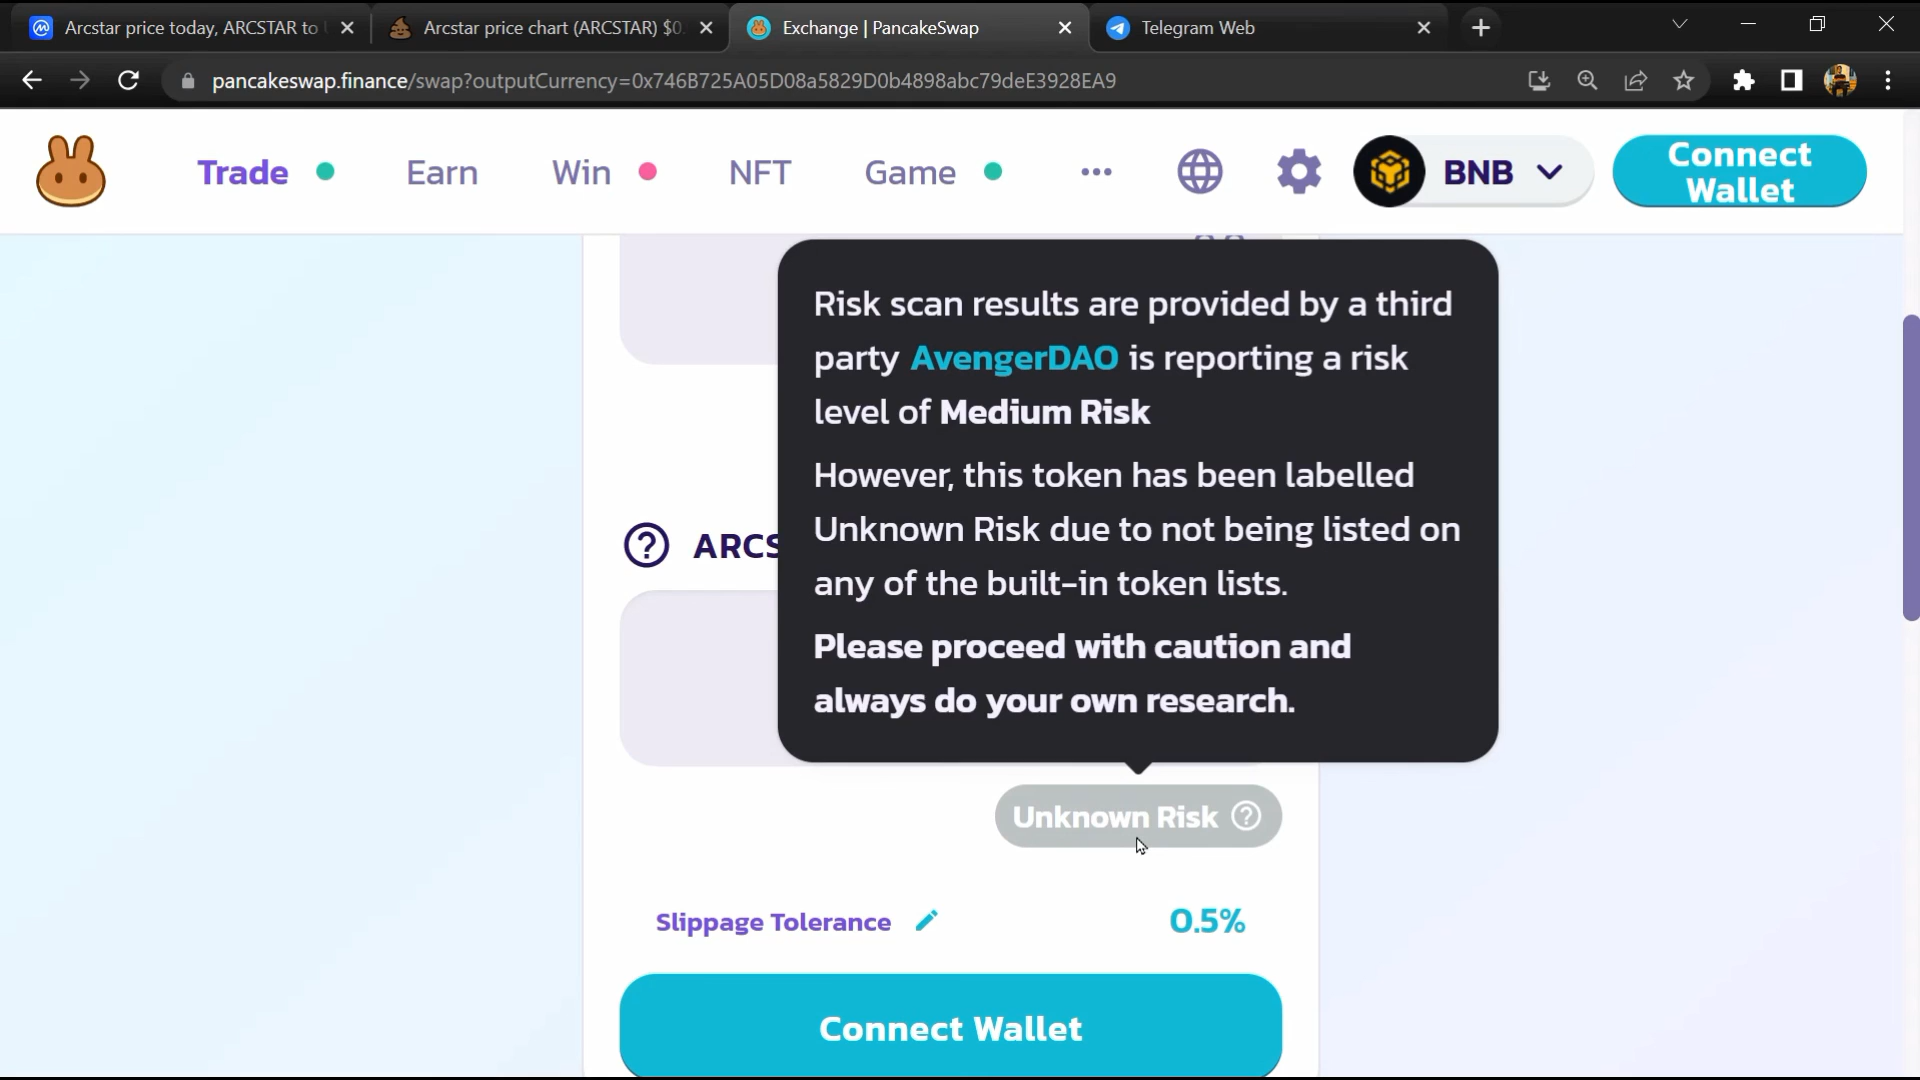 Arcstar price today, ARCSTAR to
Arcstar price chart (ARCSTAR) $0.
Exchange | PancakeSwap
Telegram Web
pancakeswap.finance/swap?outputCurrency=0x746B725A05D08a5829D0b4898abc79deE3928EA9
Trade
Earn
Win
NFT
Game
BNB
Connect
Wallet
Risk scan results are provided by a third
party AvengerDAO is reporting a risk
level of Medium Risk
However, this token has been labelled
Unknown Risk due to not being listed on
any of the built-in token lists.
Please proceed with caution and
always do your own research.
ARCS
Unknown Risk
Slippage Tolerance
0.5%
Connect Wallet